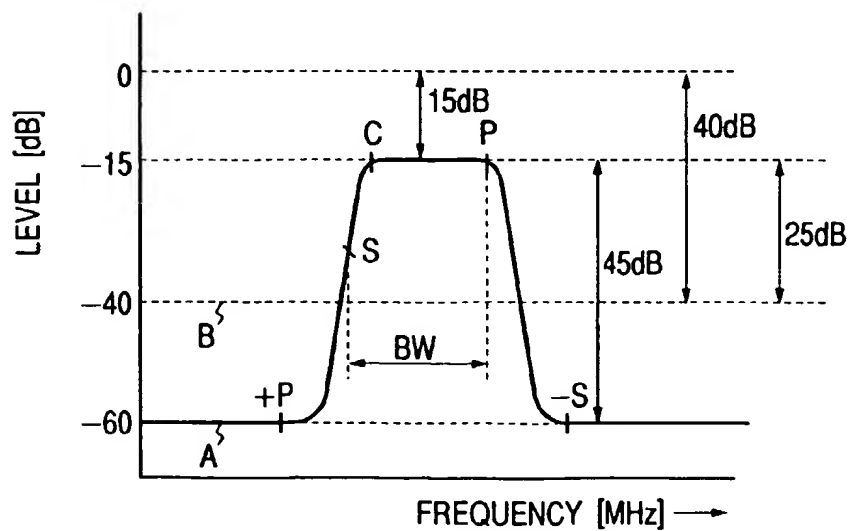 0
15dB
40dB
C
P
−15
LEVEL [dB]
S
45dB
25dB
−40
B
BW
+P
−S
−60
A
FREQUENCY [MHz]